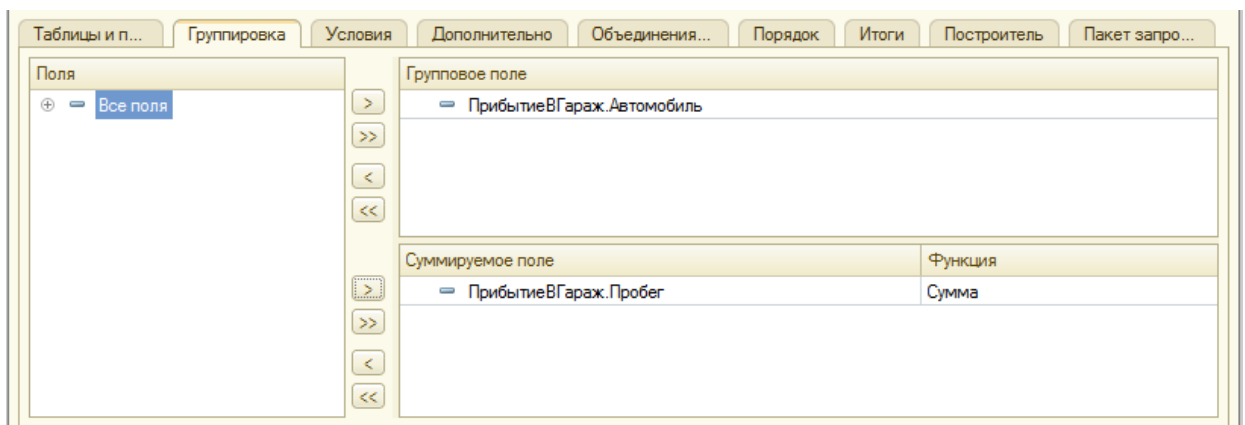 Таблицы и п... Группировка Условия Дополнительно Объединения... Порядок Итоги Построитель Пакет запро...
Поля
Все поля
>
>>
<
<<
>
>>
<
<<
Групповое поле
ПрибытиеВГараж.Автомобиль
Суммируемое поле Функция
ПрибытиеВГараж.Пробег Сумма